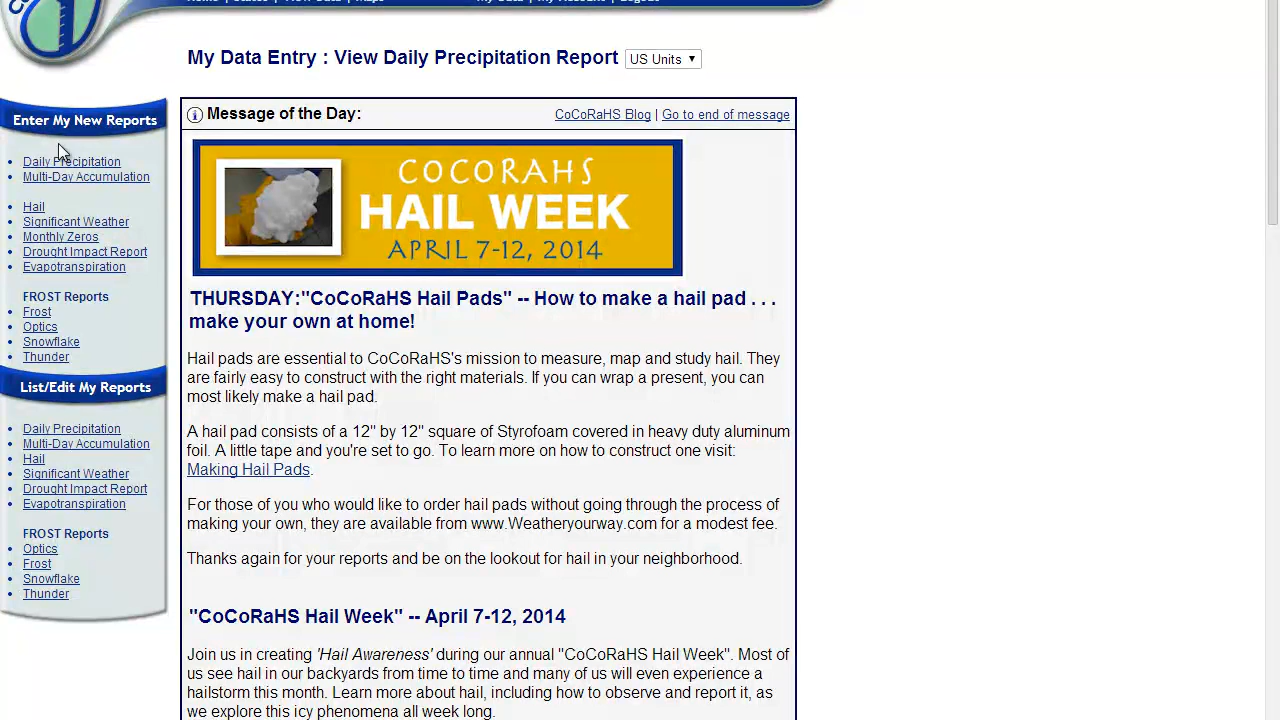 Home | States | View Data | Maps
My Data | My Account | Logout
My Data Entry : View Daily Precipitation Report US Units
Enter My New Reports
Daily Precipitation
Multi-Day Accumulation
Hail
Significant Weather
Monthly Zeros
Drought Impact Report
Evapotranspiration
FROST Reports
Frost
Optics
Snowflake
Thunder
List/Edit My Reports
Daily Precipitation
Multi-Day Accumulation
Hail
Significant Weather
Drought Impact Report
Evapotranspiration
FROST Reports
Optics
Frost
Snowflake
Thunder
Message of the Day:
CoCoRaHS Blog | Go to end of message
COCORAHS
HAIL WEEK
APRIL 7-12, 2014
THURSDAY:"CoCoRaHS Hail Pads" -- How to make a hail pad . . .
make your own at home!
Hail pads are essential to CoCoRaHS's mission to measure, map and study hail. They
are fairly easy to construct with the right materials. If you can wrap a present, you can
most likely make a hail pad.
A hail pad consists of a 12" by 12" square of Styrofoam covered in heavy duty aluminum
foil. A little tape and you're set to go. To learn more on how to construct one visit:
Making Hail Pads.
For those of you who would like to order hail pads without going through the process of
making your own, they are available from www.Weatheryourway.com for a modest fee.
Thanks again for your reports and be on the lookout for hail in your neighborhood.
"CoCoRaHS Hail Week" -- April 7-12, 2014
Join us in creating 'Hail Awareness' during our annual "CoCoRaHS Hail Week". Most of
us see hail in our backyards from time to time and many of us will even experience a
hailstorm this month. Learn more about hail, including how to observe and report it, as
we explore this icy phenomena all week long.